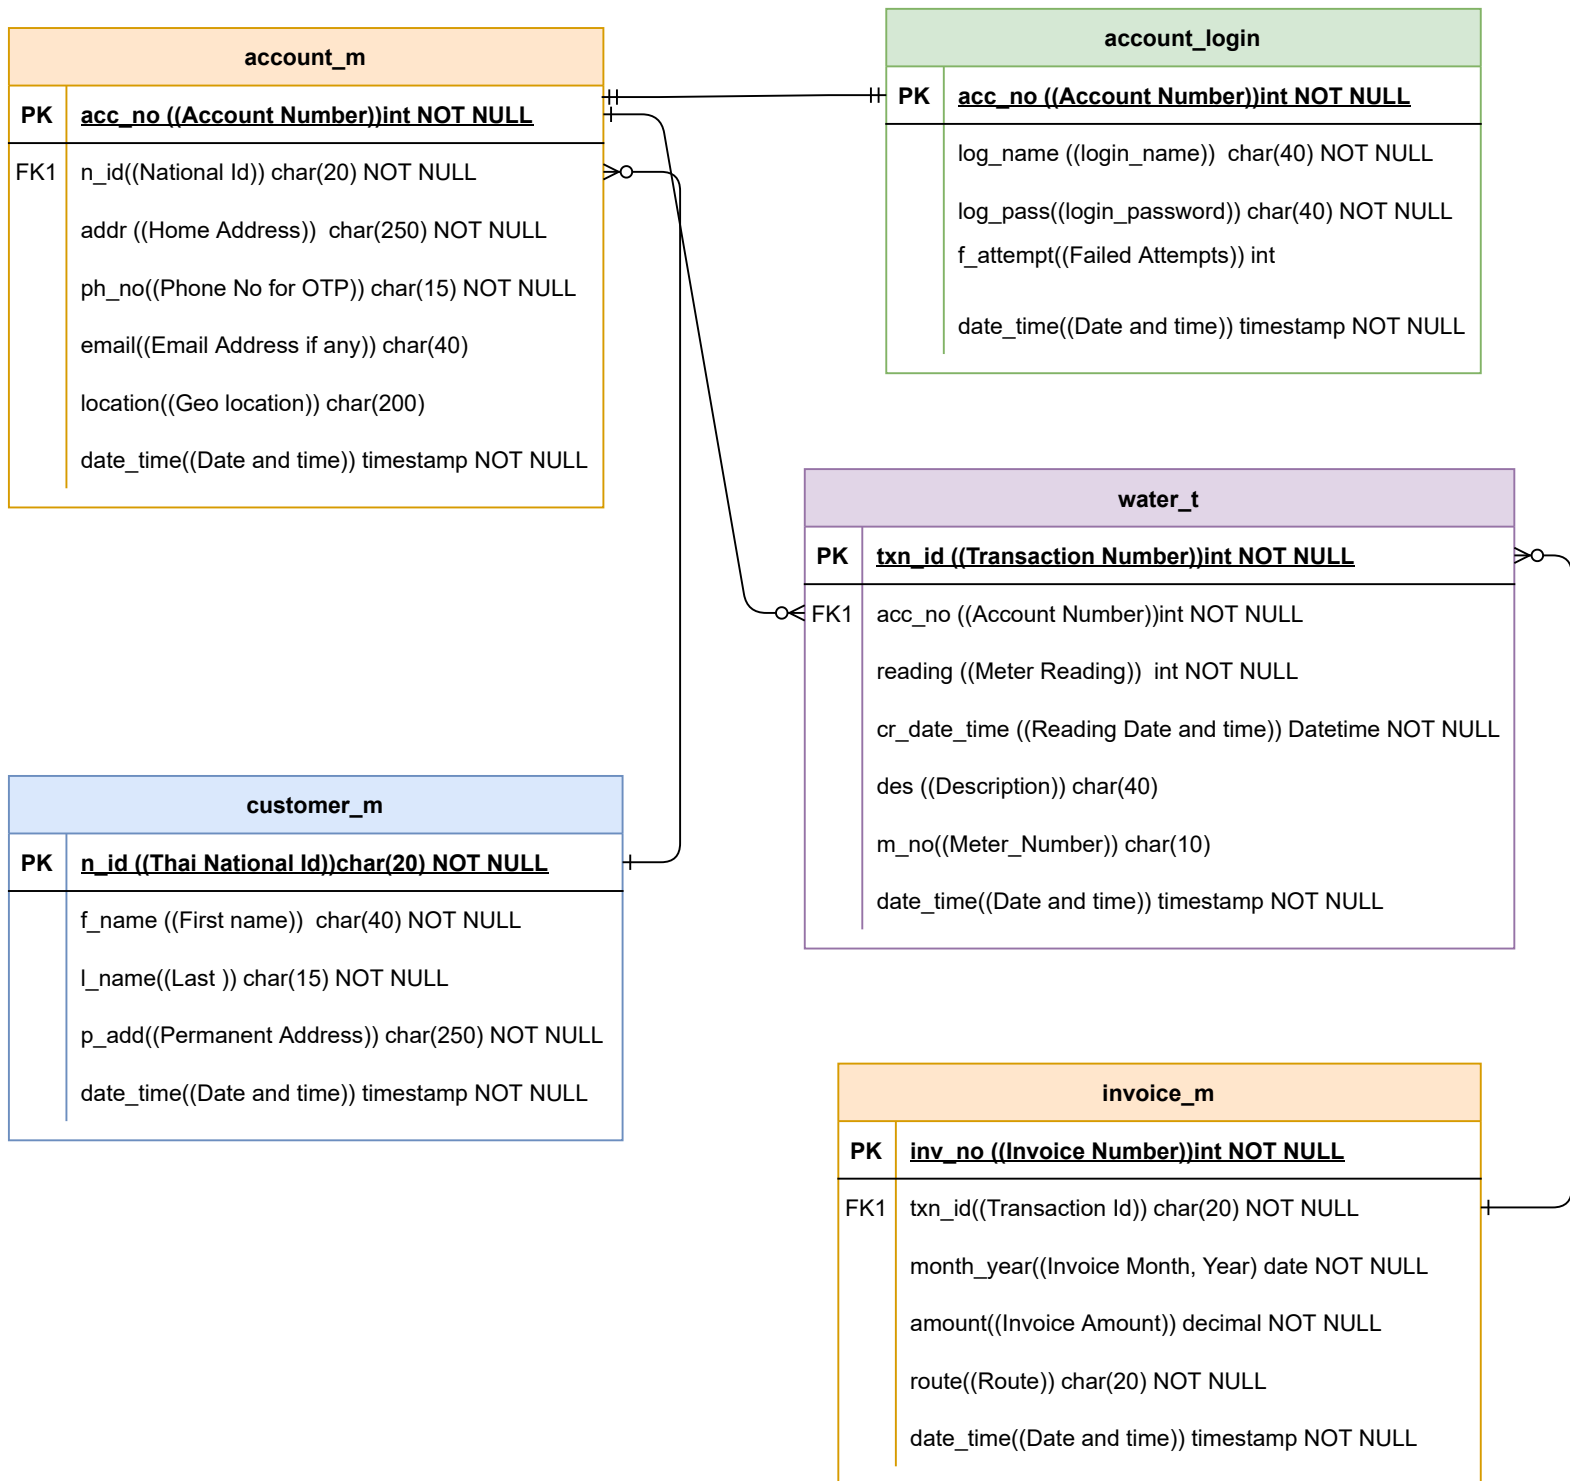 account_m
PK acc_no ((Account Number))int NOT NULL
FK1 n_id((National Id)) char(20) NOT NULL
addr ((Home Address))  char(250) NOT NULL
ph_no((Phone No for OTP)) char(15) NOT NULL
email((Email Address if any)) char(40)
location((Geo location)) char(200)
date_time((Date and time)) timestamp NOT NULL
account_login
PK acc_no ((Account Number))int NOT NULL
log_name ((login_name))  char(40) NOT NULL
log_pass((login_password)) char(40) NOT NULL
f_attempt((Failed Attempts)) int
date_time((Date and time)) timestamp NOT NULL
water_t
PK txn_id ((Transaction Number))int NOT NULL
FK1 acc_no ((Account Number))int NOT NULL
reading ((Meter Reading))  int NOT NULL
cr_date_time ((Reading Date and time)) Datetime NOT NULL
des ((Description)) char(40)
m_no((Meter_Number)) char(10)
date_time((Date and time)) timestamp NOT NULL
customer_m
PK n_id ((Thai National Id))char(20) NOT NULL
f_name ((First name))  char(40) NOT NULL
l_name((Last )) char(15) NOT NULL
p_add((Permanent Address)) char(250) NOT NULL
date_time((Date and time)) timestamp NOT NULL
invoice_m
PK inv_no ((Invoice Number))int NOT NULL
FK1 txn_id((Transaction Id)) char(20) NOT NULL
month_year((Invoice Month, Year) date NOT NULL
amount((Invoice Amount)) decimal NOT NULL
route((Route)) char(20) NOT NULL
date_time((Date and time)) timestamp NOT NULL